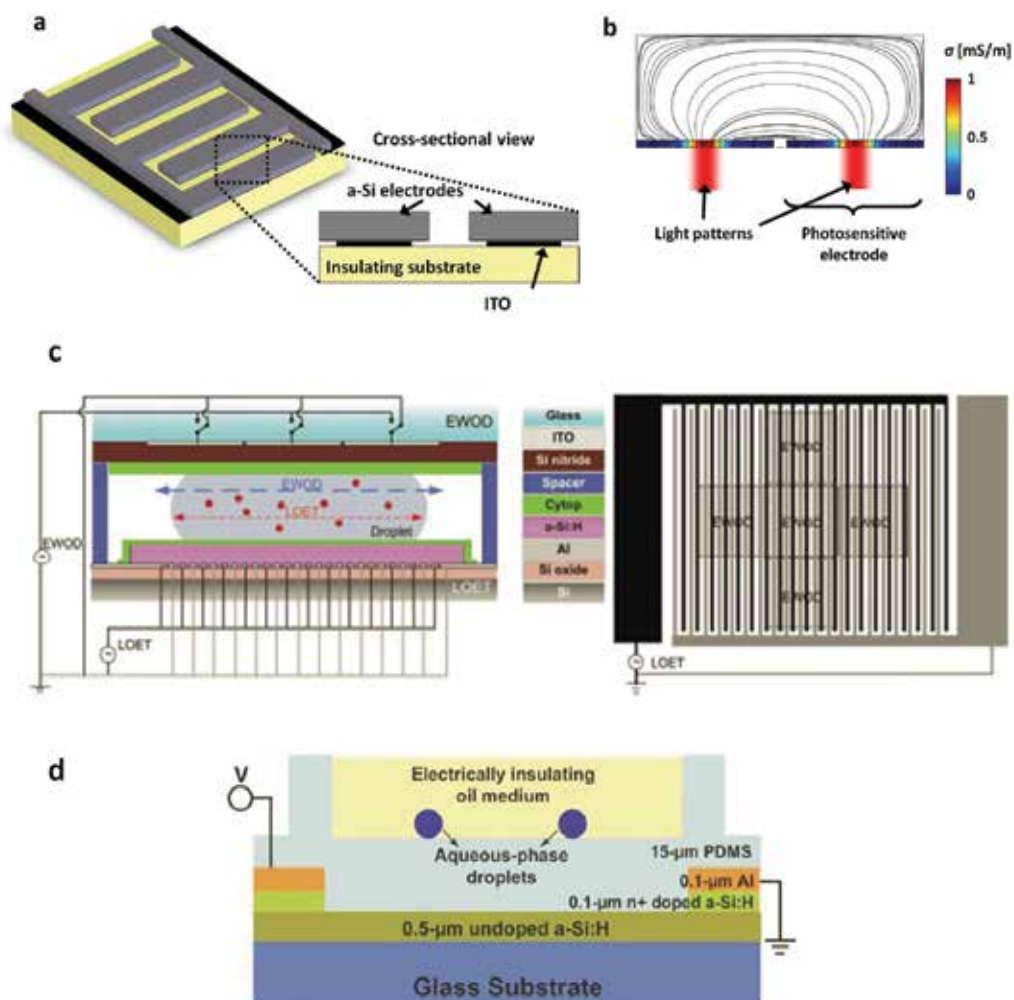 a
Cross-sectional view
a-Si electrodes
Insulating substrate
ITO
b
σ [mS/m]
1
0.5
0
Light patterns
Photosensitive
electrode
c
EWOD
EWOD
LOET
Droplet
EWOD
LOET
LOET
Glass
ITO
Si nitride
Spacer
Cytop
a-Si:H
Al
Si oxide
Si
EWOD
EWOD
EWOD
EWOD
EWOD
LOET
d
V
Electrically insulating
oil medium
Aqueous-phase
droplets
15-μm PDMS
0.1-μm Al
0.1-μm n+ doped a-Si:H
0.5-μm undoped a-Si:H
Glass Substrate